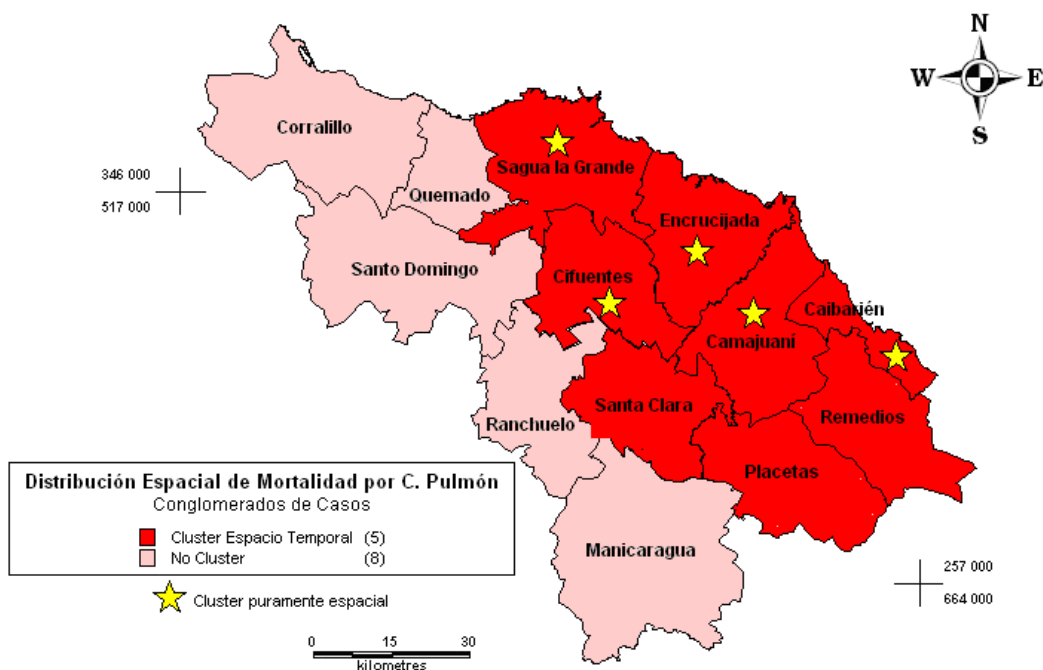 N
W E
S
Corralillo
346 000
517 000
Quemado
Sagua la Grande
Encrucijada
Santo Domingo
Cifuentes
Caibarién
Camajuaní
Santa Clara
Remedios
Ranchuelo
Placetas
Manicaragua
Distribución Espacial de Mortalidad por C. Pulmón
Conglomerados de Casos
Cluster Espacio Temporal (5)
No Cluster (8)
Cluster puramente espacial
257 000
664 000
0 15 30
kilometres